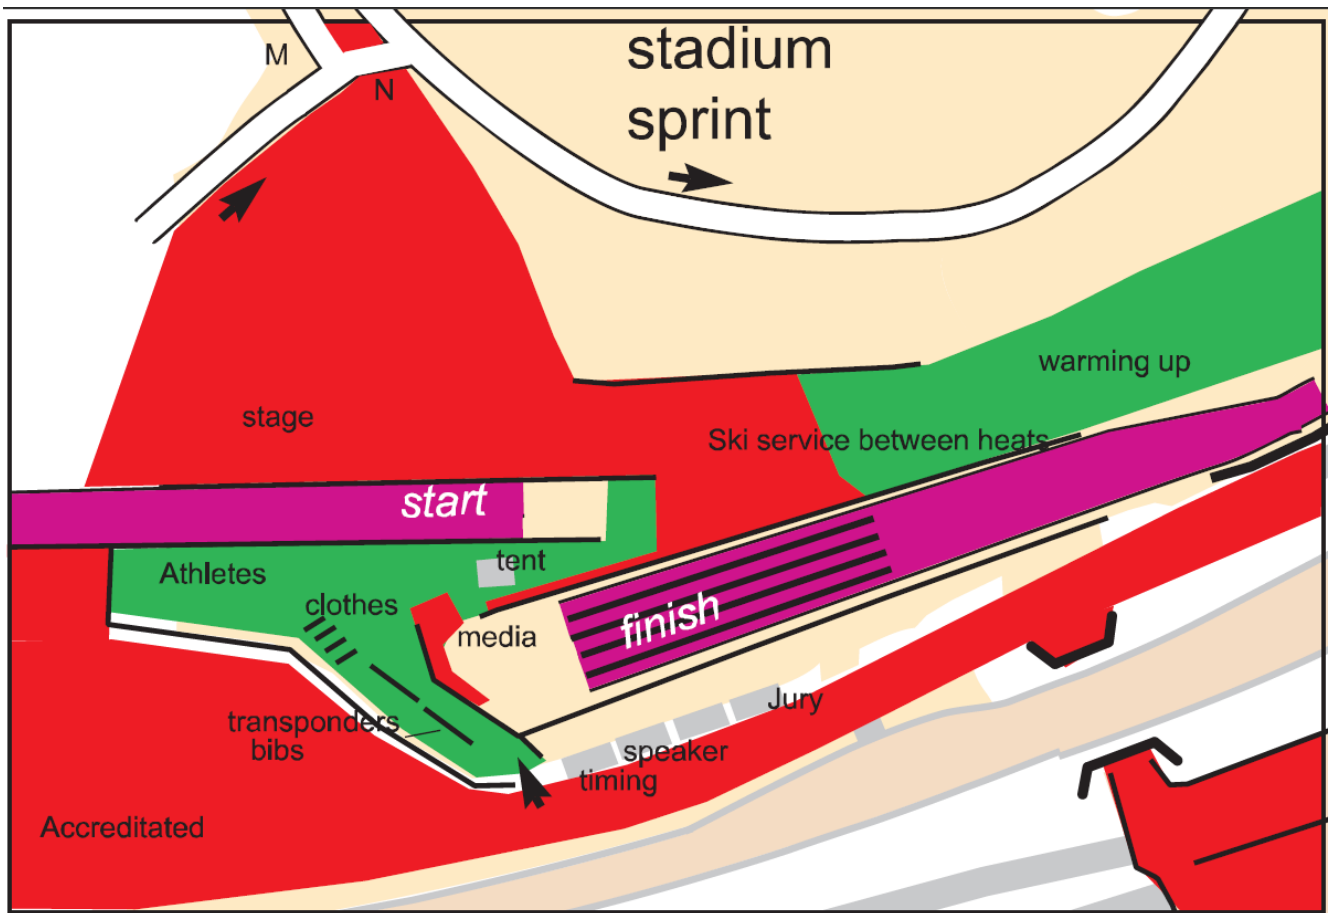 stadium
sprint
M
N
warming up
stage
Ski service between heats
start
tent
Athletes
clothes
finish
media
Jury
transponders
bibs
speaker
timing
Accreditated